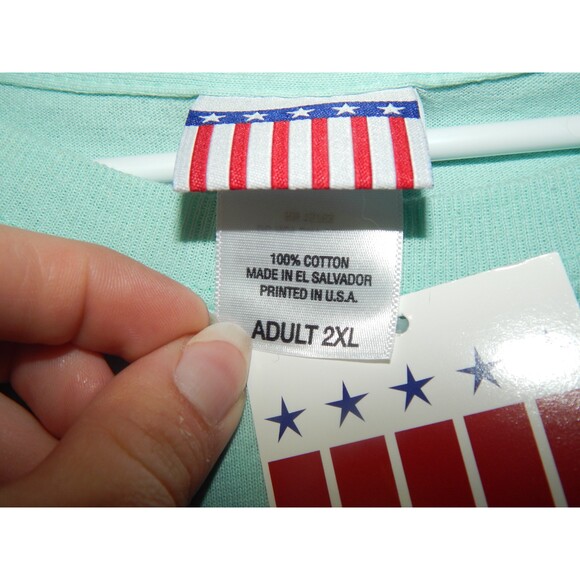 100% COTTON
MADE IN EL SALVADOR
PRINTED IN U.S.A.
ADULT 2XL